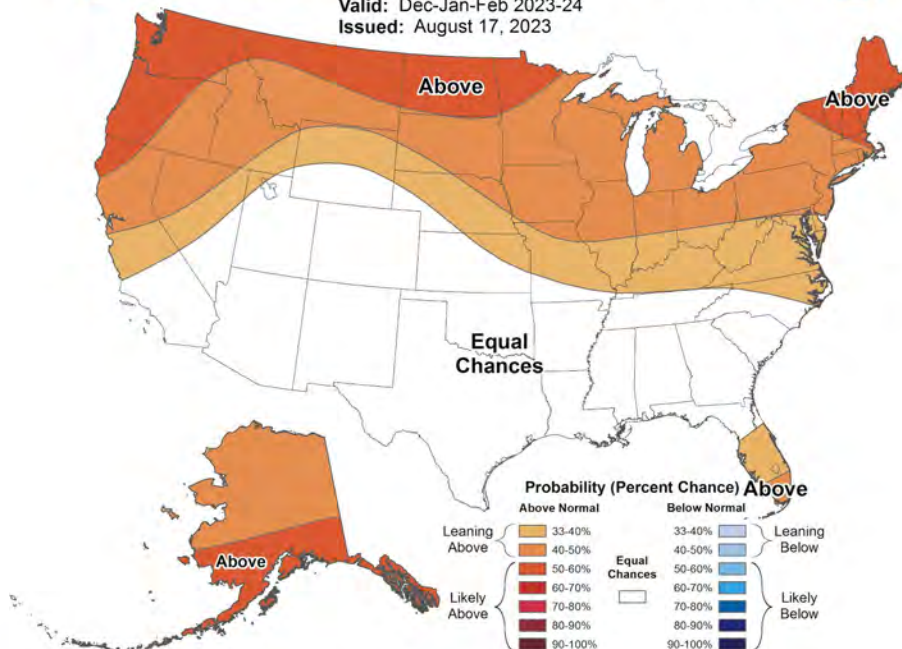 Valid: Dec-Jan-Feb 2023-24
Issued: August 17, 2023
Above
Above
Equal
Chances
Above
Above
Probability (Percent Chance)
Above Normal
Below Normal
Leaning
Above
33-40%
40-50%
Likely
Above
50-60%
60-70%
70-80%
80-90%
90-100%
Equal
Chances
33-40%
40-50%
Leaning
Below
50-60%
60-70%
70-80%
80-90%
90-100%
Likely
Below